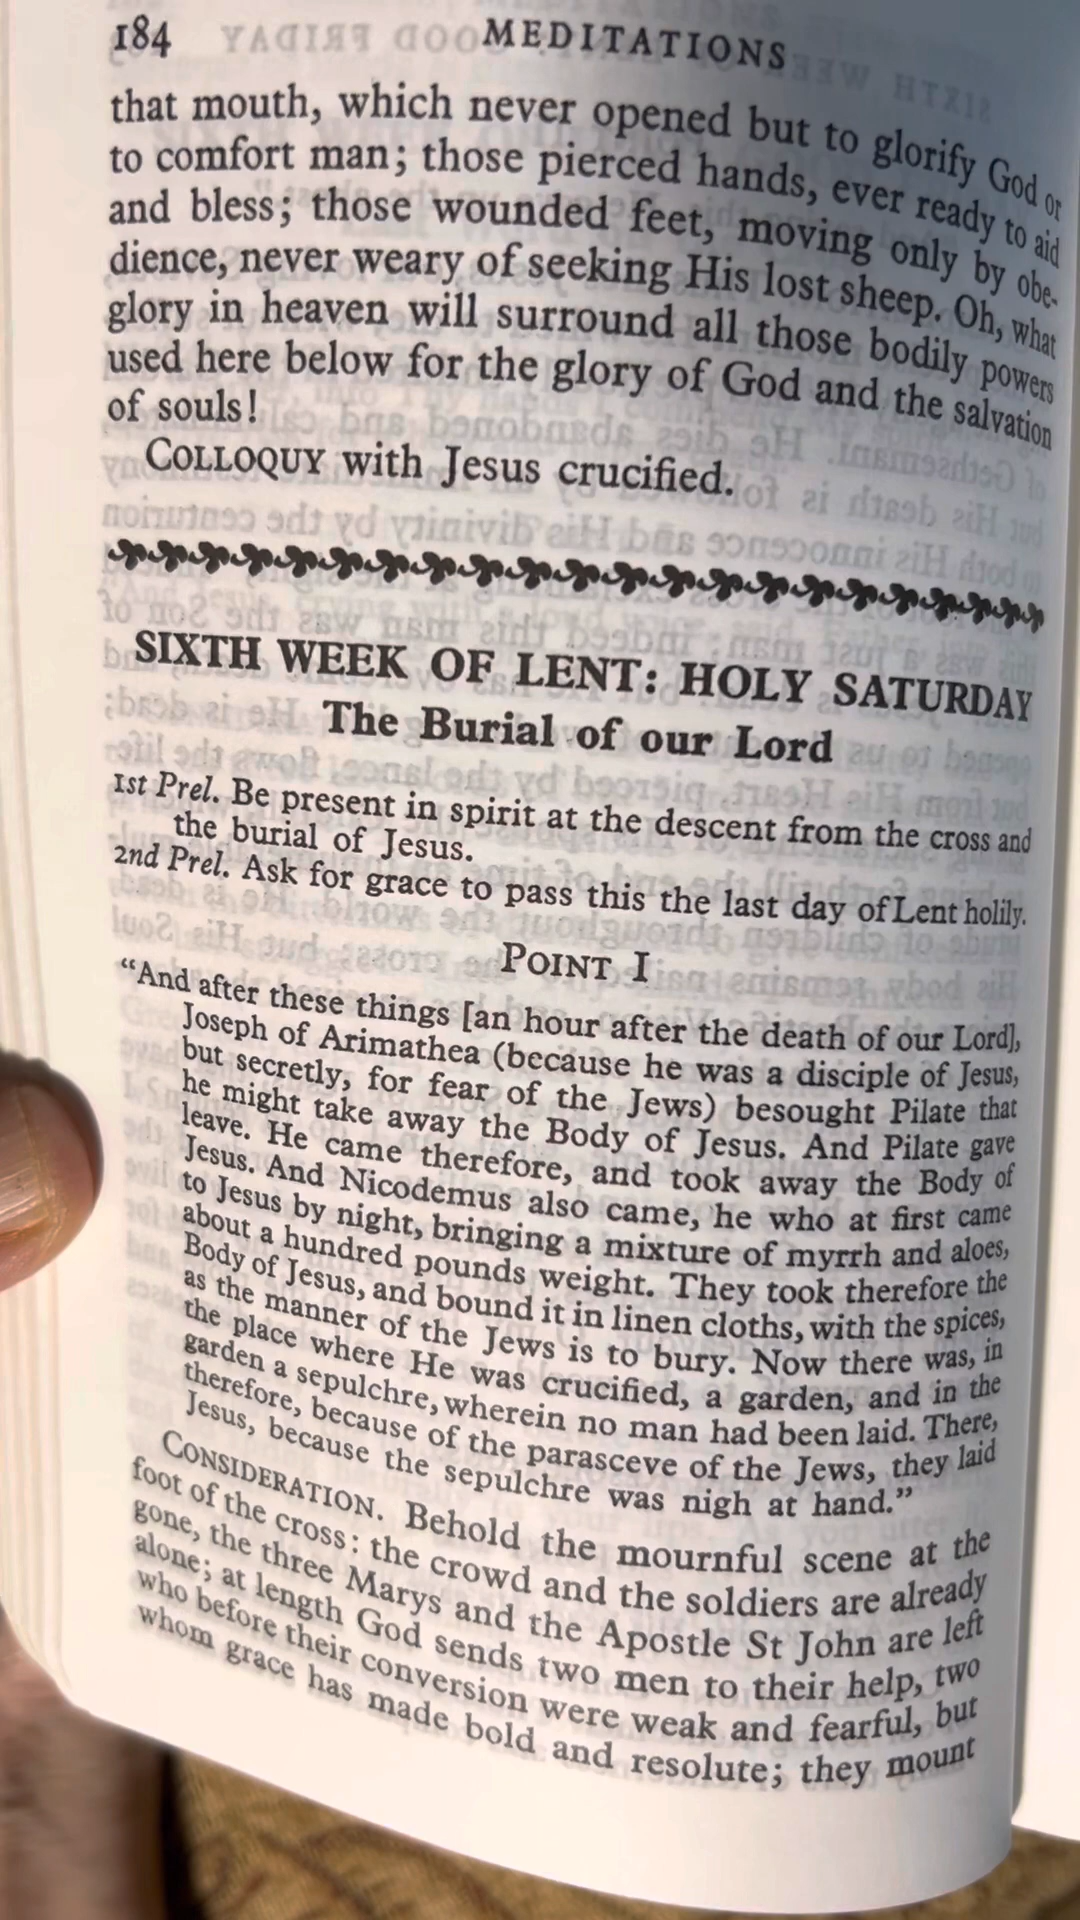 184 MEDITATIONS
that mouth, which never opened but to glorify God or
to comfort man; those pierced hands, ever ready to aid
and bless; those wounded feet, moving only by obe-
dience, never weary of seeking His lost sheep. Oh, what
glory in heaven will surround all those bodily powers
used here below for the glory of God and the salvation
of souls!
COLLOQUY with Jesus crucified.
SIXTH WEEK OF LENT: HOLY SATURDAY
The Burial of our Lord
1st Prel. Be present in spirit at the descent from the cross and
the burial of Jesus.
2nd Prel. Ask for grace to pass this the last day of Lent holily.
POINT I
“And after these things [an hour after the death of our Lord],
Joseph of Arimathea (because he was a disciple of Jesus,
but secretly, for fear of the Jews) besought Pilate that
he might take away the Body of Jesus. And Pilate gave
leave. He came therefore, and took away the Body of
Jesus. And Nicodemus also came, he who at first came
to Jesus by night, bringing a mixture of myrrh and aloes,
about a hundred pounds weight. They took therefore the
Body of Jesus, and bound it in linen cloths, with the spices,
as the manner of the Jews is to bury. Now there was, in
the place where He was crucified, a garden, and in the
garden a sepulchre, wherein no man had been laid. There,
therefore, because of the parasceve of the Jews, they laid
Jesus, because the sepulchre was nigh at hand.”
CONSIDERATION. Behold the mournful scene at the
foot of the cross: the crowd and the soldiers are already
gone, the three Marys and the Apostle St John are left
alone; at length God sends two men to their help, two
who before their conversion were weak and fearful, but
whom grace has made bold and resolute; they mount